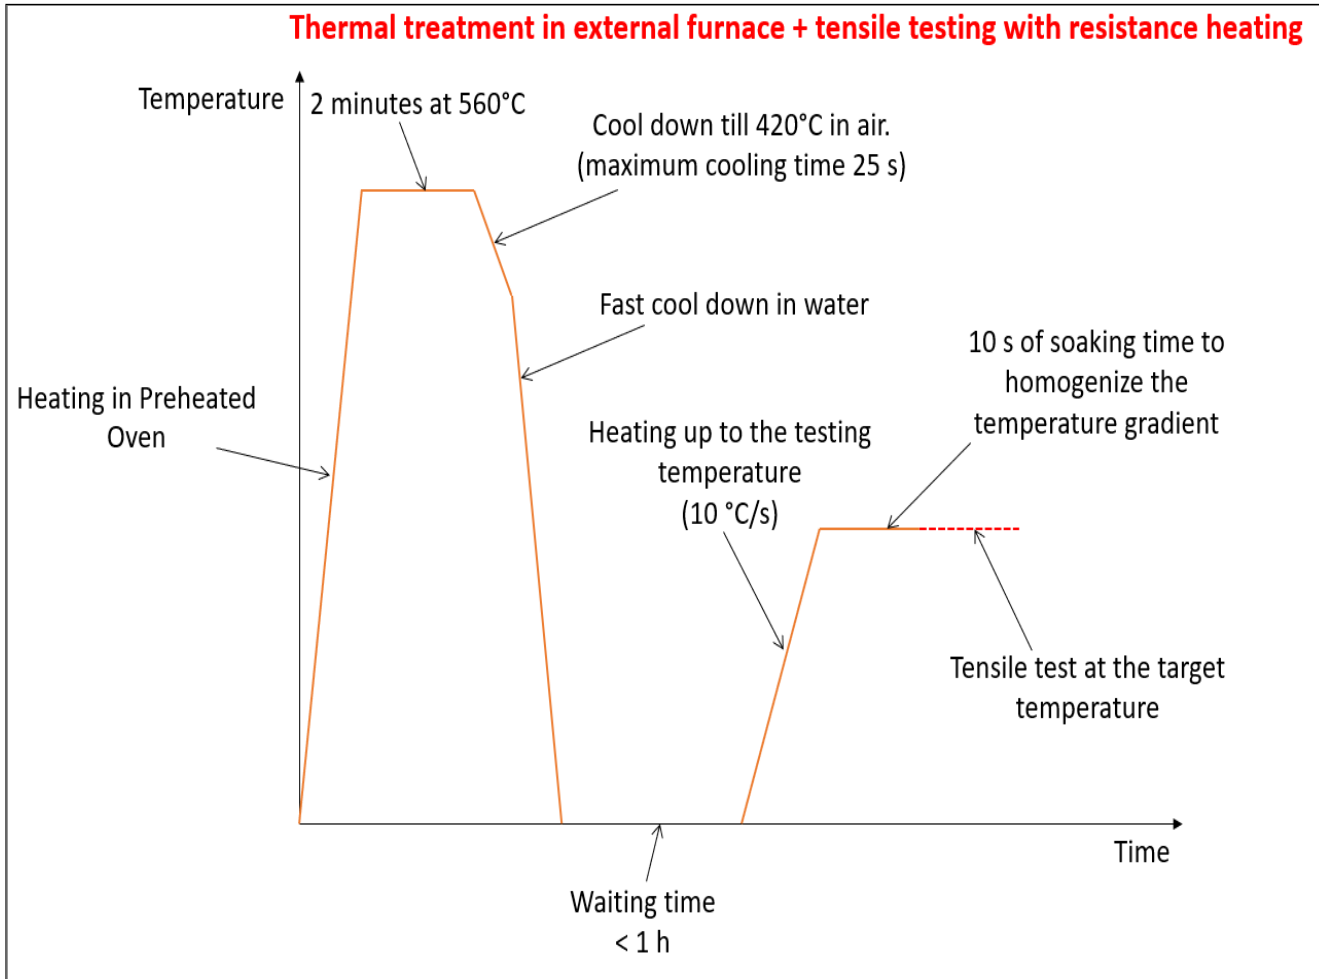 Thermal treatment in external furnace + tensile testing with resistance heating
Temperature
2 minutes at 560°C
Cool down till 420°C in air.
(maximum cooling time 25 s)
Fast cool down in water
10 s of soaking time to
homogenize the
temperature gradient
Heating in Preheated
Oven
Heating up to the testing
temperature
(10 °C/s)
Tensile test at the target
temperature
Time
Waiting time
< 1 h